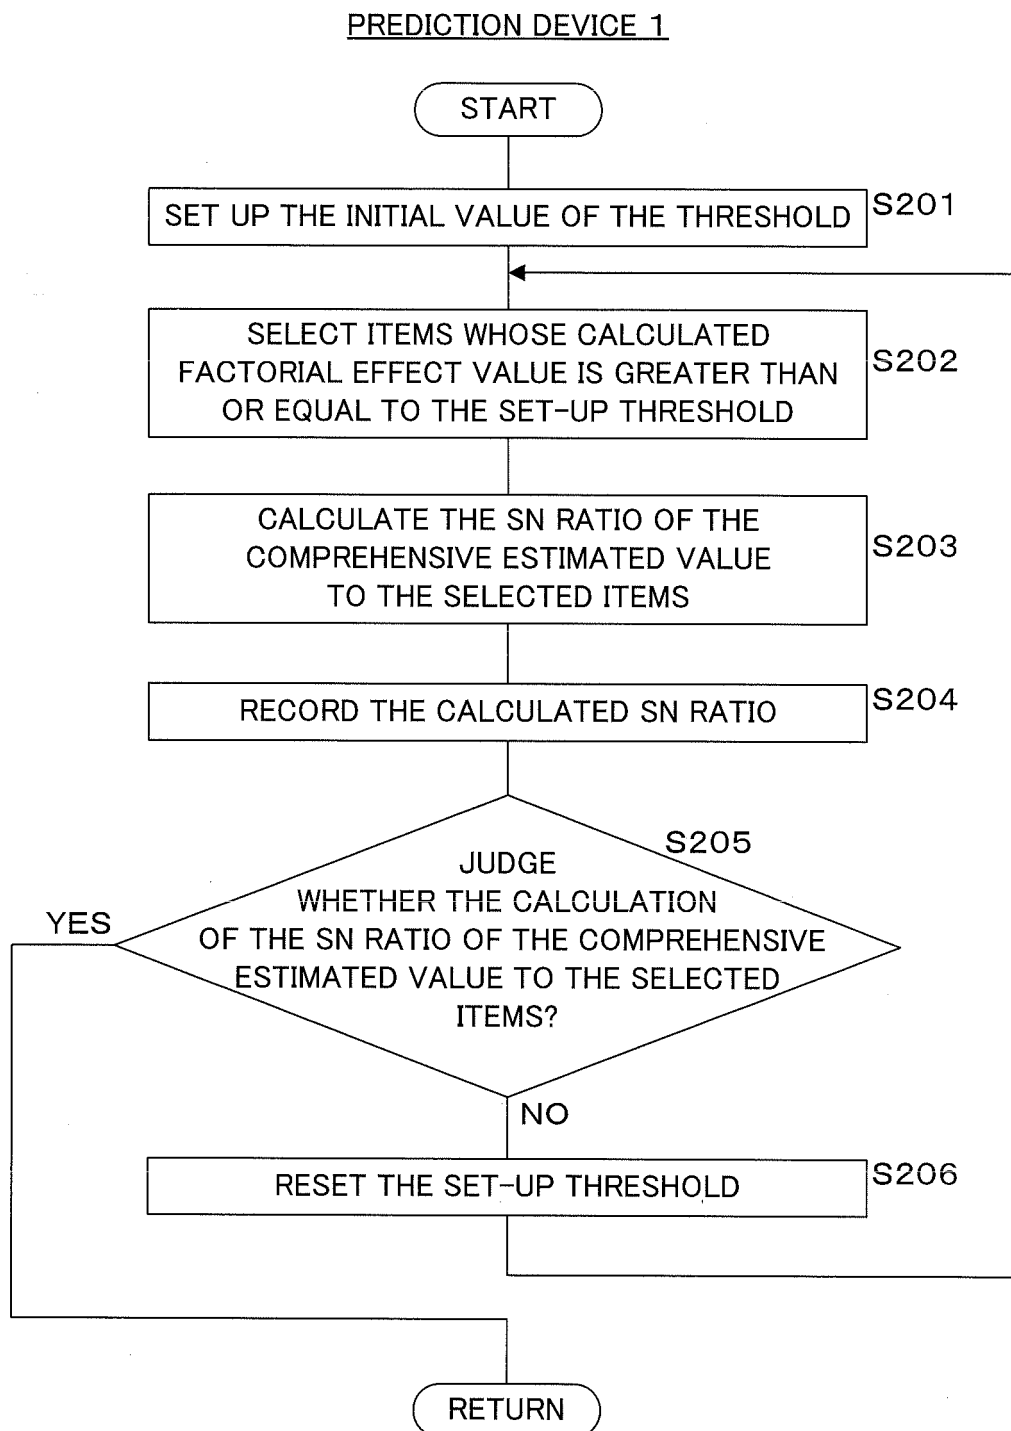 PREDICTION DEVICE 1
START
SET UP THE INITIAL VALUE OF THE THRESHOLD
S201
SELECT ITEMS WHOSE CALCULATED
FACTORIAL EFFECT VALUE IS GREATER THAN
OR EQUAL TO THE SET-UP THRESHOLD
S202
CALCULATE THE SN RATIO OF THE
COMPREHENSIVE ESTIMATED VALUE
TO THE SELECTED ITEMS
S203
RECORD THE CALCULATED SN RATIO
S204
S205
JUDGE
WHETHER THE CALCULATION
OF THE SN RATIO OF THE COMPREHENSIVE
ESTIMATED VALUE TO THE SELECTED
ITEMS?
YES
NO
RESET THE SET-UP THRESHOLD
S206
RETURN